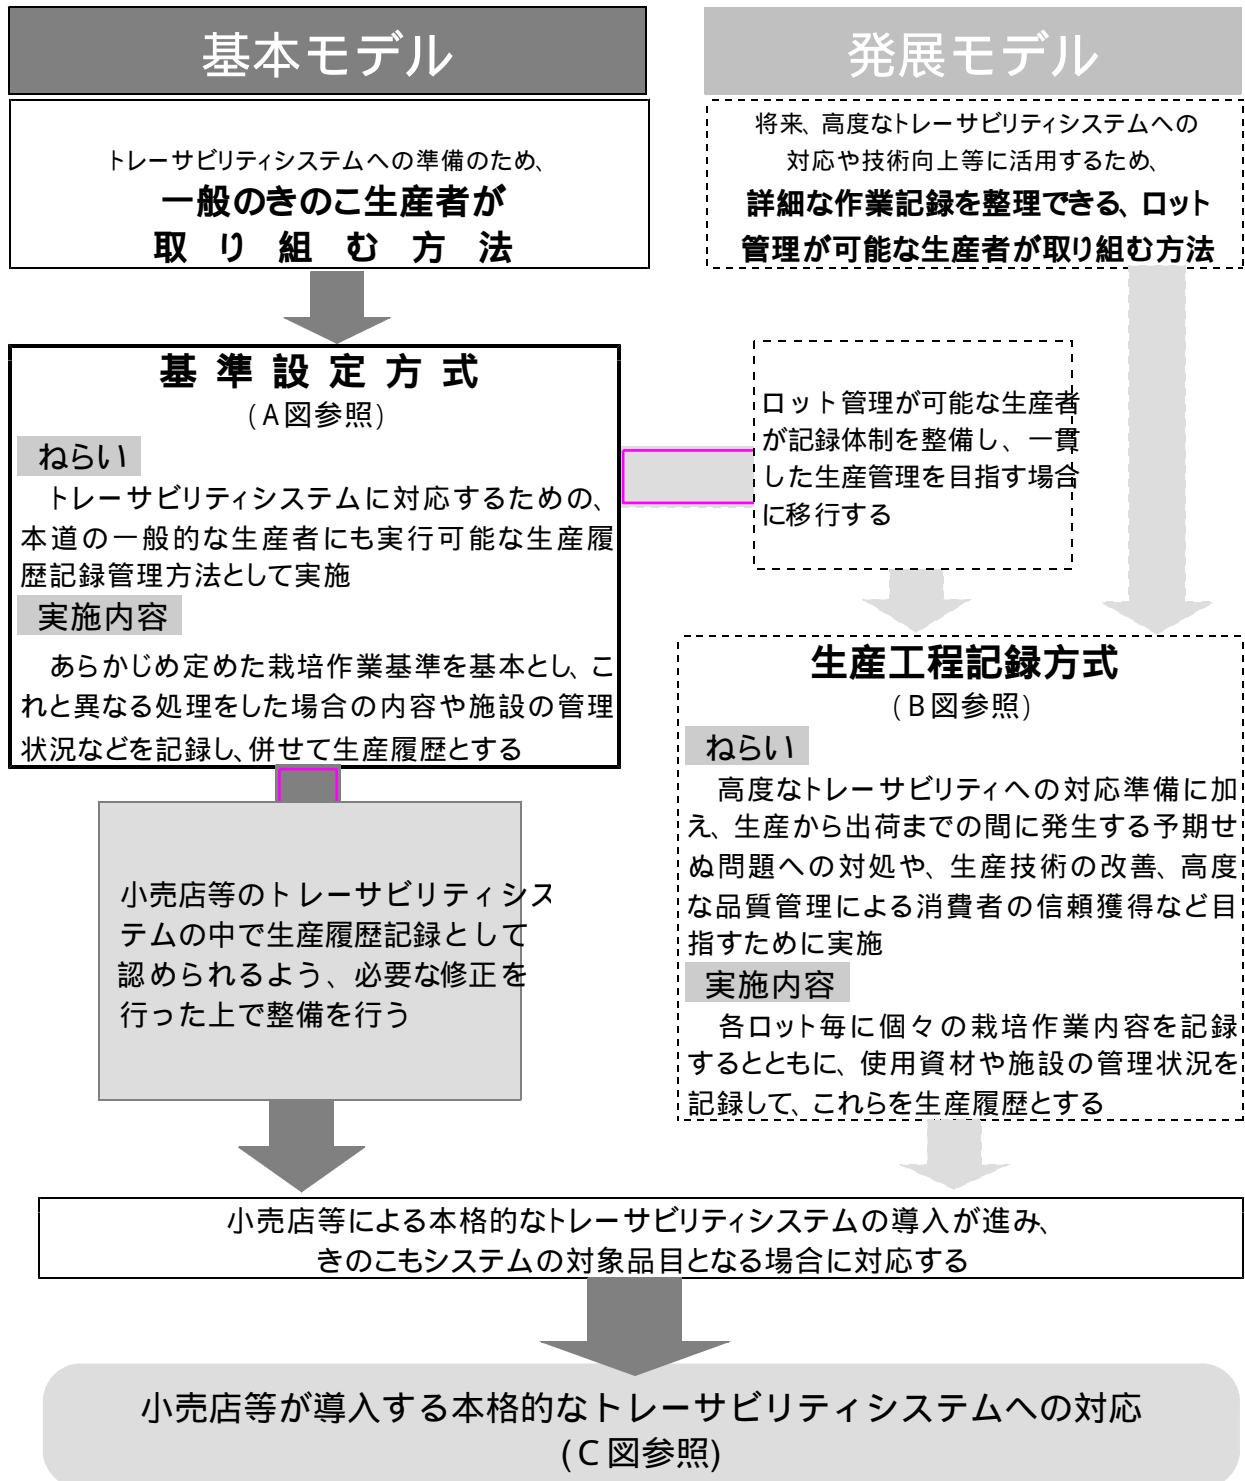 基本モデル
トレーサビリティシステムへの準備のため、
一般のきのこ生産者が
取り組む方法
基準設定方式
(A図参照)
ねらい
トレーサビリティシステムに対応するための、
本道の一般的な生産者にも実行可能な生産履
歴記録管理方法として実施
実施内容
あらかじめ定めた栽培作業基準を基本とし、こ
れと異なる処理をした場合の内容や施設の管理
状況などを記録し、併せて生産履歴とする
小売店等のトレーサビリティシス
テムの中で生産履歴記録として
認められるよう、必要な修正を
行った上で整備を行う
発展モデル
将来、高度なトレーサビリティシステムへの
対応や技術向上等に活用するため、
詳細な作業記録を整理できる、ロット
管理が可能な生産者が取り組む方法
ロット管理が可能な生産者
が記録体制を整備し、一貫
した生産管理を目指す場合
に移行する
生産工程記録方式
(B図参照)
ねらい
高度なトレーサビリティへの対応準備に加
え、生産から出荷までの間に発生する予期せ
ぬ問題への対処や、生産技術の改善、高度
な品質管理による消費者の信頼獲得など目
指すために実施
実施内容
各ロット毎に個々の栽培作業内容を記録
するとともに、使用資材や施設の管理状況を
記録して、これらを生産履歴とする
小売店等による本格的なトレーサビリティシステムの導入が進み、
きのこもシステムの対象品目となる場合に対応する
小売店等が導入する本格的なトレーサビリティシステムへの対応
(C図参照)